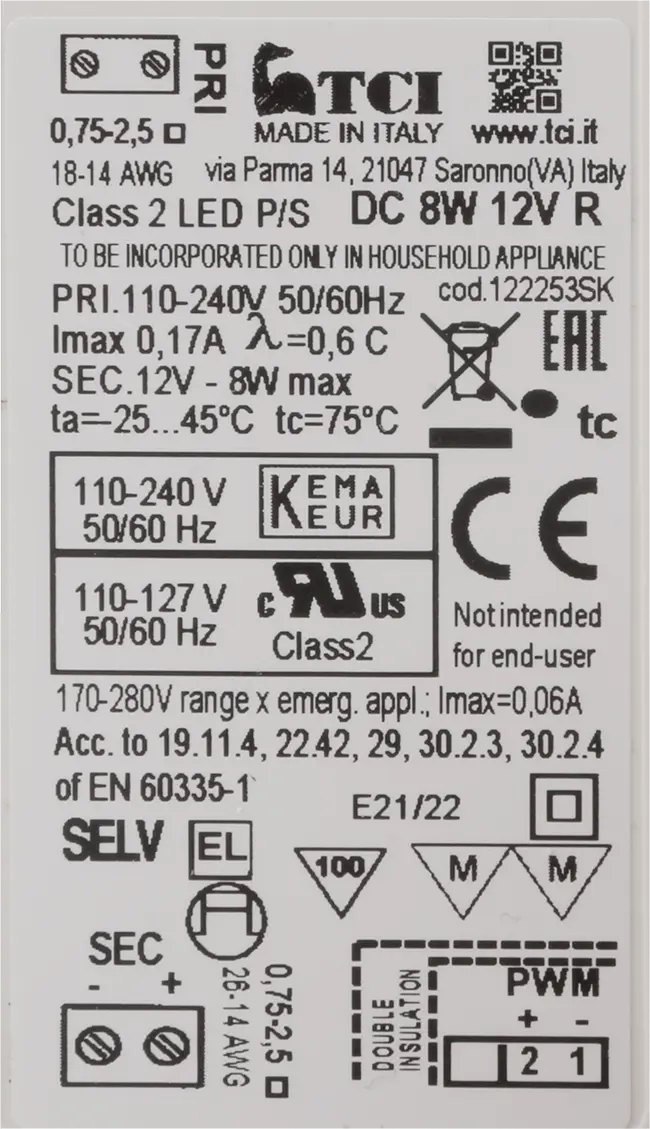 PRI
TCI
0,75-2,5
MADE IN ITALY
www.tci.it
18-14 AWG
via Parma 14, 21047 Saronno(VA) Italy
Class 2 LED P/S
DC 8W 12V R
TO BE INCORPORATED ONLY IN HOUSEHOLD APPLIANCE
PRI.110-240V 50/60Hz
cod.122253SK
Imax 0,17A λ=0,6 C
EAC
SEC.12V - 8W max
ta=-25...45°C tc=75°C
tc
110-240 V
50/60 Hz
KEMA
KEUR
CE
110-127 V
50/60 Hz
c RU US
Class2
Not intended
for end-user
170-280V range x emerg. appl.; Imax=0,06A
Acc. to 19.11.4, 22.42, 29, 30.2.3, 30.2.4
of EN 60335-1
E21/22
SELV
EL
100
M
M
SEC
- +
26-14 AWG
0,75-2,5
DOUBLE
INSULATION
PWM
+ -
2 1